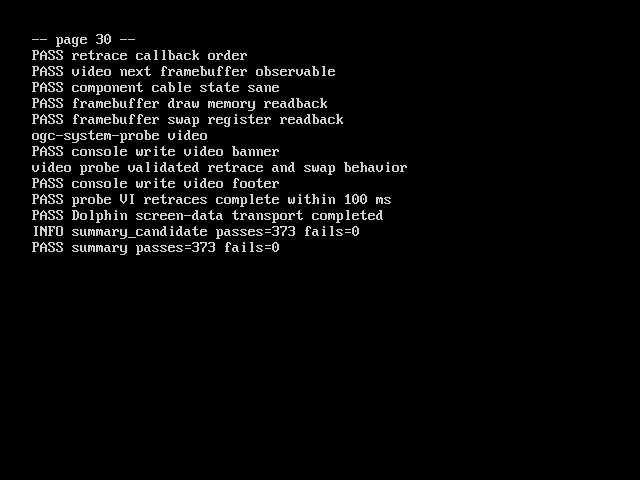 -- page 30 --
PASS retrace callback order
PASS video next framebuffer observable
PASS component cable state sane
PASS framebuffer draw memory readback
PASS framebuffer swap register readback
ogc-system-probe video
PASS console write video banner
video probe validated retrace and swap behavior
PASS console write video footer
PASS probe VI retraces complete within 100 ms
PASS Dolphin screen-data transport completed
INFO summary_candidate passes=373 fails=0
PASS summary passes=373 fails=0